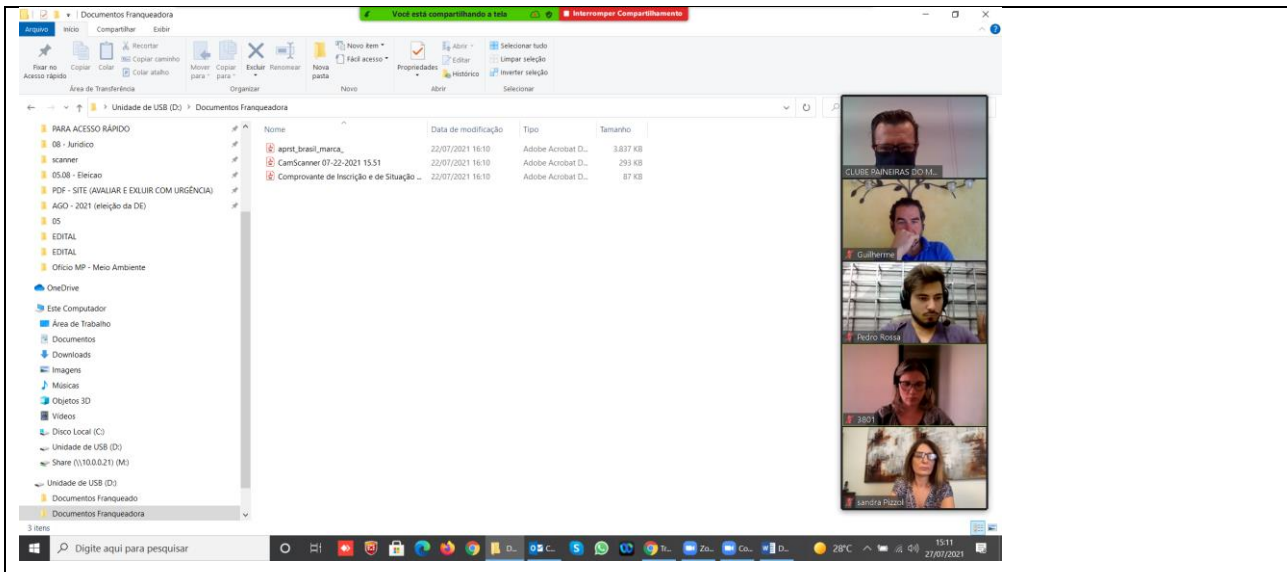 Documentos Franqueadora
Você está compartilhando a tela
Interromper Compartilhamento
Arquivo Início Compartilhar Exibir
Fixar no Acesso rápido
Copiar
Colar
Recortar
Copiar caminho
Colar atalho
Área de Transferência
Mover para
Copiar para
Excluir
Renomear
Organizar
Nova pasta
Novo item
Fácil acesso
Novo
Propriedades
Abrir
Editar
Histórico
Abrir
Selecionar tudo
Limpar seleção
Inverter seleção
Selecionar
Unidade de USB (D:) > Documentos Franqueadora
PARA ACESSO RÁPIDO
08 - Juridico
scanner
05.08 - Eleicao
PDF - SITE (AVALIAR E EXLUIR COM URGÊNCIA)
AGO - 2021 (eleição da DE)
05
EDITAL
EDITAL
Ofício MP - Meio Ambiente
OneDrive
Este Computador
Área de Trabalho
Documentos
Downloads
Imagens
Músicas
Objetos 3D
Vídeos
Disco Local (C:)
Unidade de USB (D:)
Share (\\10.0.0.21) (M:)
Unidade de USB (D:)
Documentos Franqueado
Documentos Franqueadora
3 itens
Nome Data de modificação Tipo Tamanho
aprst_brasil_marca_ 22/07/2021 16:10 Adobe Acrobat D... 3.837 KB
CamScanner 07-22-2021 15.51 22/07/2021 16:10 Adobe Acrobat D... 293 KB
Comprovante de Inscrição e de Situação ... 22/07/2021 16:10 Adobe Acrobat D... 87 KB
CLUBE PAINEIRAS DO M...
Guilherme
Pedro Rossa
3801
sandra Pizzol
Digite aqui para pesquisar
D... C... Tr... Zo... Co... D...
28°C
15:11
27/07/2021